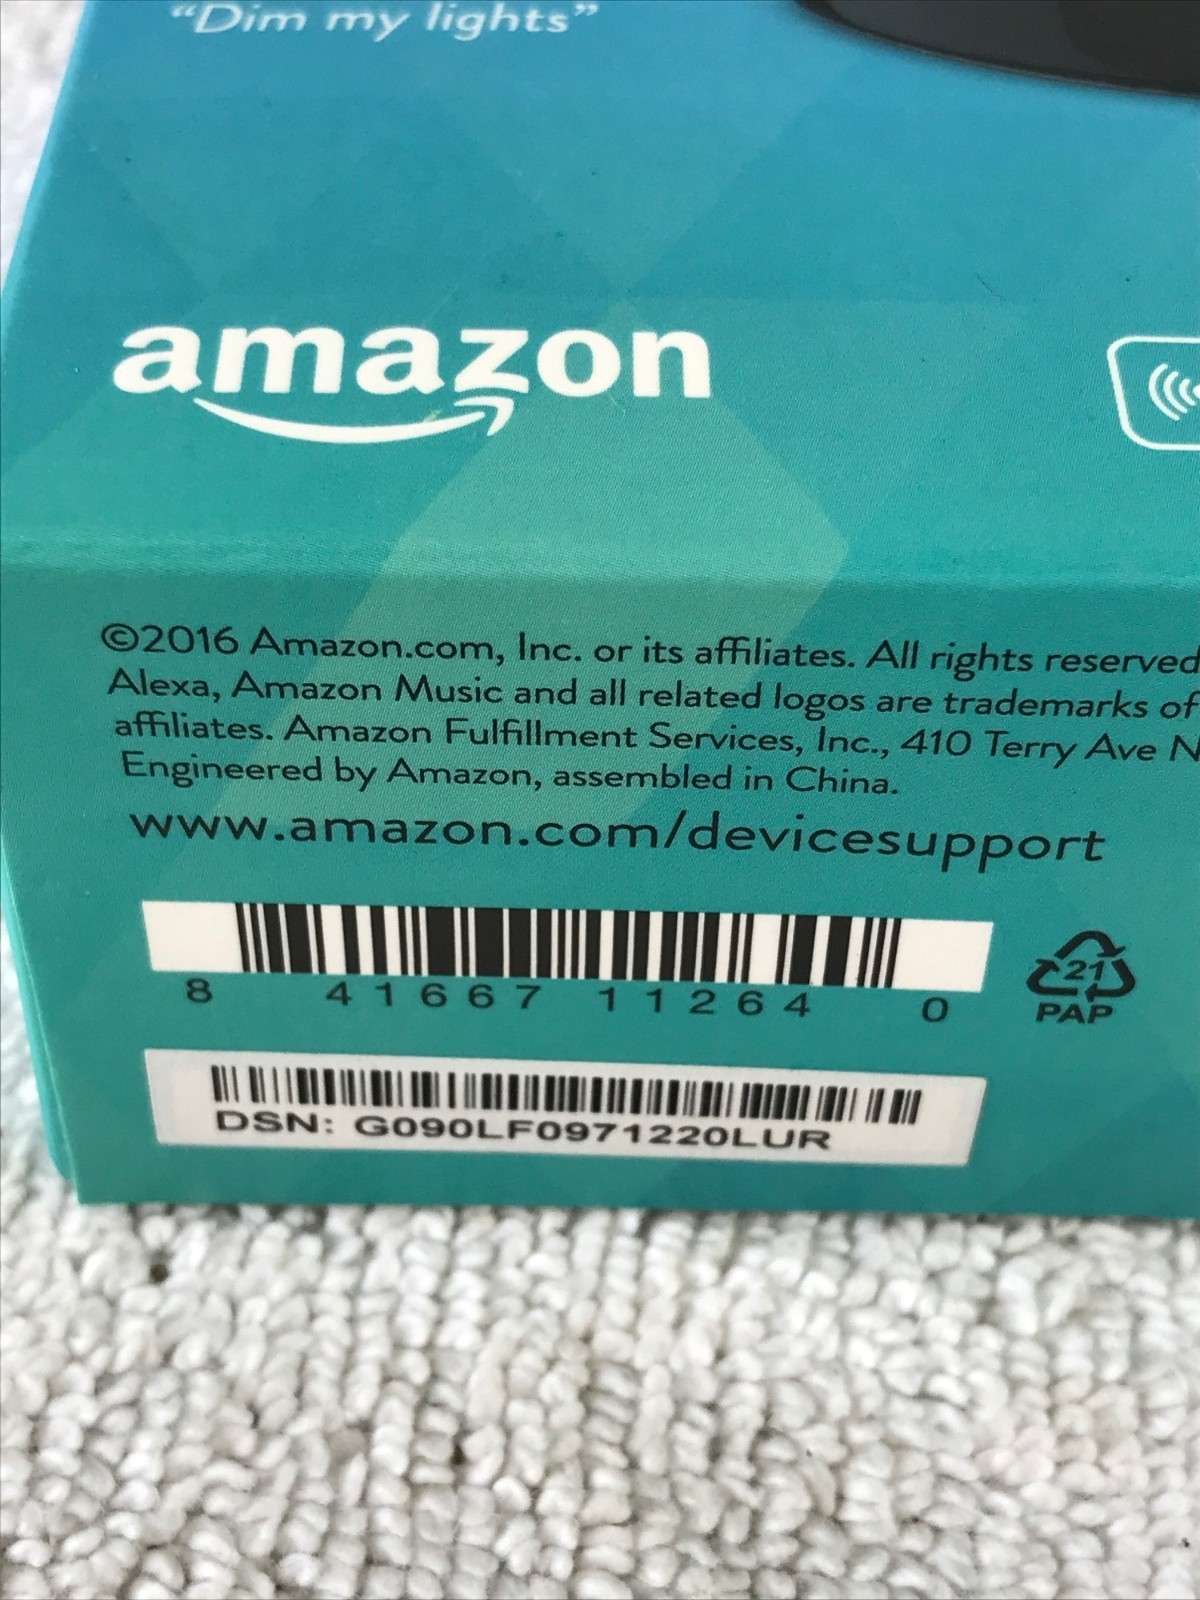 “Dim my lights”
amazon
©2016 Amazon.com, Inc. or its affiliates. All rights reserved
Alexa, Amazon Music and all related logos are trademarks of
affiliates. Amazon Fulfillment Services, Inc., 410 Terry Ave N
Engineered by Amazon, assembled in China.
www.amazon.com/devicesupport
8 41667 11264 0
21
PAP
DSN: G090LF0971220LUR